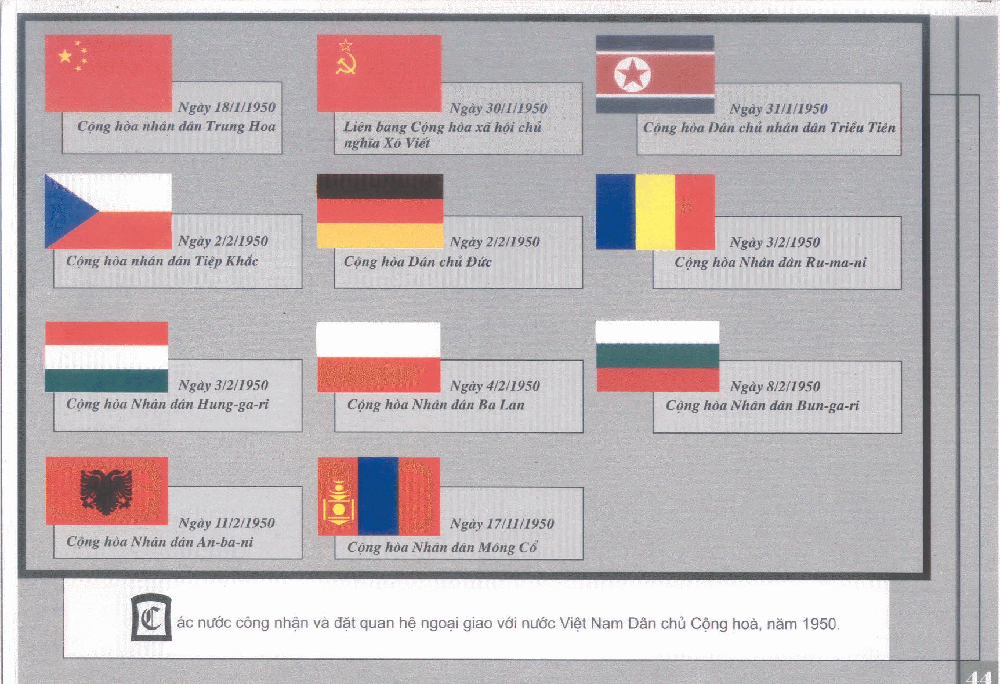 Ngày 18/1/1950
Cộng hòa nhân dân Trung Hoa
Ngày 30/1/1950
Liên bang Cộng hòa xã hội chủ
nghĩa Xô Viết
Ngày 31/1/1950
Cộng hòa Dân chủ nhân dân Triều Tiên
Ngày 2/2/1950
Cộng hòa nhân dân Tiệp Khắc
Ngày 2/2/1950
Cộng hòa Dân chủ Đức
Ngày 3/2/1950
Cộng hòa Nhân dân Ru-ma-ni
Ngày 3/2/1950
Cộng hòa Nhân dân Hung-ga-ri
Ngày 4/2/1950
Cộng hòa Nhân dân Ba Lan
Ngày 8/2/1950
Cộng hòa Nhân dân Bun-ga-ri
Ngày 11/2/1950
Cộng hòa Nhân dân An-ba-ni
Ngày 17/11/1950
Cộng hòa Nhân dân Mông Cổ
Các nước công nhận và đặt quan hệ ngoại giao với nước Việt Nam Dân chủ Cộng hoà, năm 1950.
44